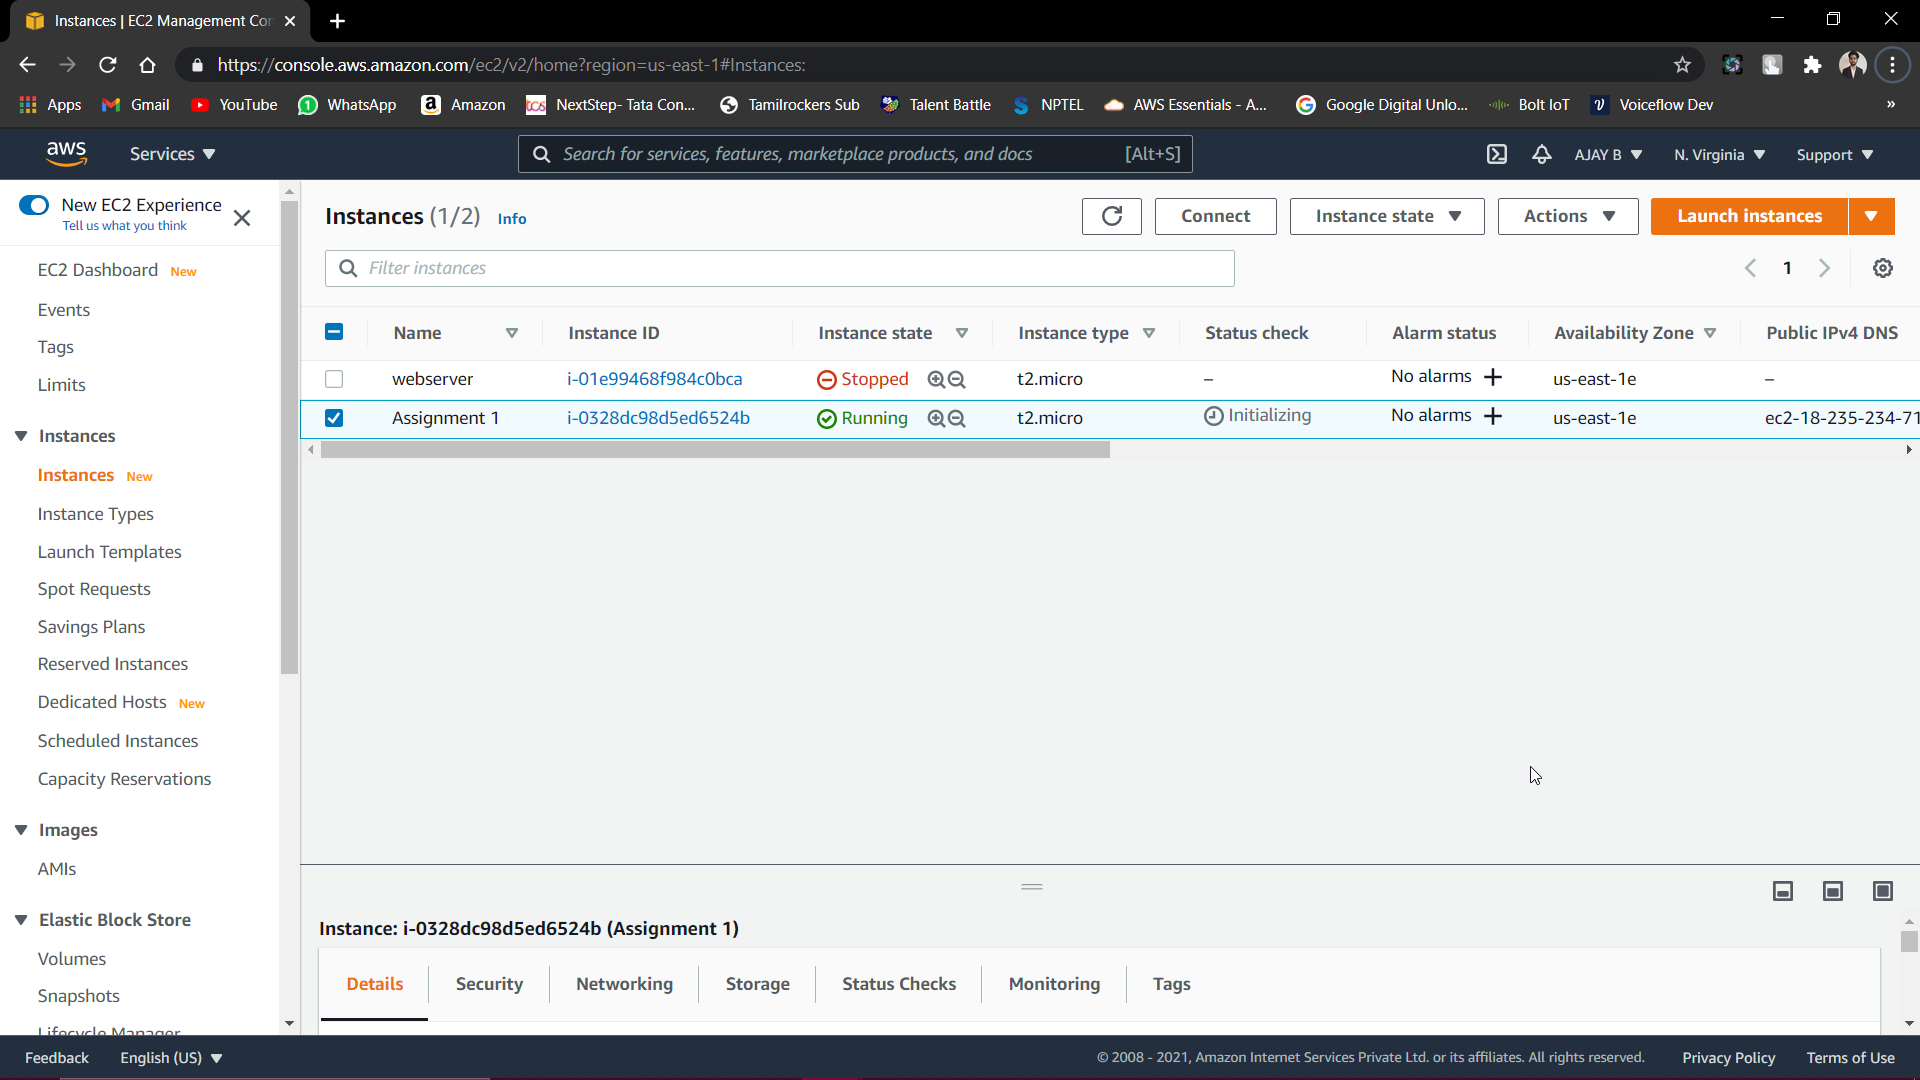 Instances | EC2 Management Con
https://console.aws.amazon.com/ec2/v2/home?region=us-east-1#Instances:
Apps Gmail YouTube WhatsApp Amazon NextStep- Tata Con... Tamilrockers Sub Talent Battle NPTEL AWS Essentials - A... Google Digital Unlo... Bolt IoT Voiceflow Dev »
aws Services Search for services, features, marketplace products, and docs [Alt+S] AJAY B N. Virginia Support
New EC2 Experience
Tell us what you think
EC2 Dashboard New
Events
Tags
Limits
Instances
Instances New
Instance Types
Launch Templates
Spot Requests
Savings Plans
Reserved Instances
Dedicated Hosts New
Scheduled Instances
Capacity Reservations
Images
AMIs
Elastic Block Store
Volumes
Snapshots
Lifecycle Manager
Instances (1/2) Info Connect Instance state Actions Launch instances
Filter instances 1
Name Instance ID Instance state Instance type Status check Alarm status Availability Zone Public IPv4 DNS
webserver i-01e99468f984c0bca Stopped t2.micro – No alarms + us-east-1e –
Assignment 1 i-0328dc98d5ed6524b Running t2.micro Initializing No alarms + us-east-1e ec2-18-235-234-71
Instance: i-0328dc98d5ed6524b (Assignment 1)
Details Security Networking Storage Status Checks Monitoring Tags
Feedback English (US) © 2008 - 2021, Amazon Internet Services Private Ltd. or its affiliates. All rights reserved. Privacy Policy Terms of Use